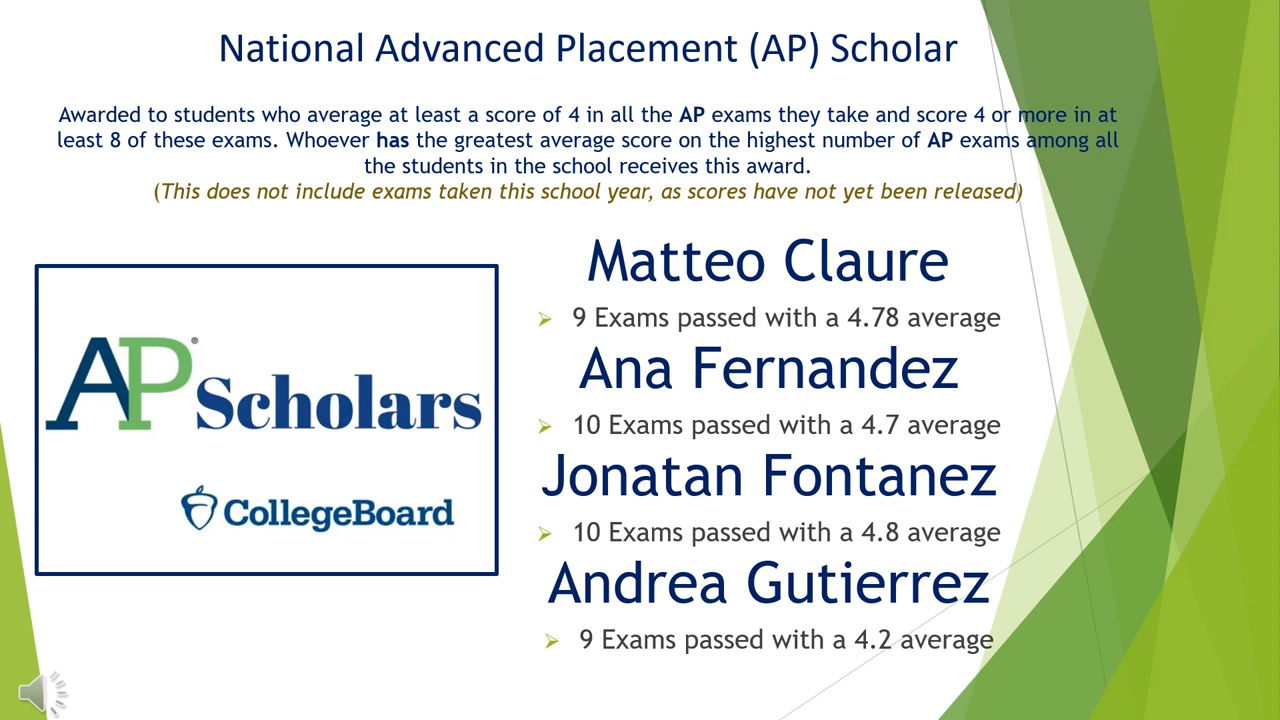 National Advanced Placement (AP) Scholar
Awarded to students who average at least a score of 4 in all the AP exams they take and score 4 or more in at
least 8 of these exams. Whoever has the greatest average score on the highest number of AP exams among all
the students in the school receives this award.
(This does not include exams taken this school year, as scores have not yet been released)
Matteo Claure
9 Exams passed with a 4.78 average
Ana Fernandez
10 Exams passed with a 4.7 average
Jonatan Fontanez
10 Exams passed with a 4.8 average
Andrea Gutierrez
9 Exams passed with a 4.2 average
AP® Scholars
CollegeBoard